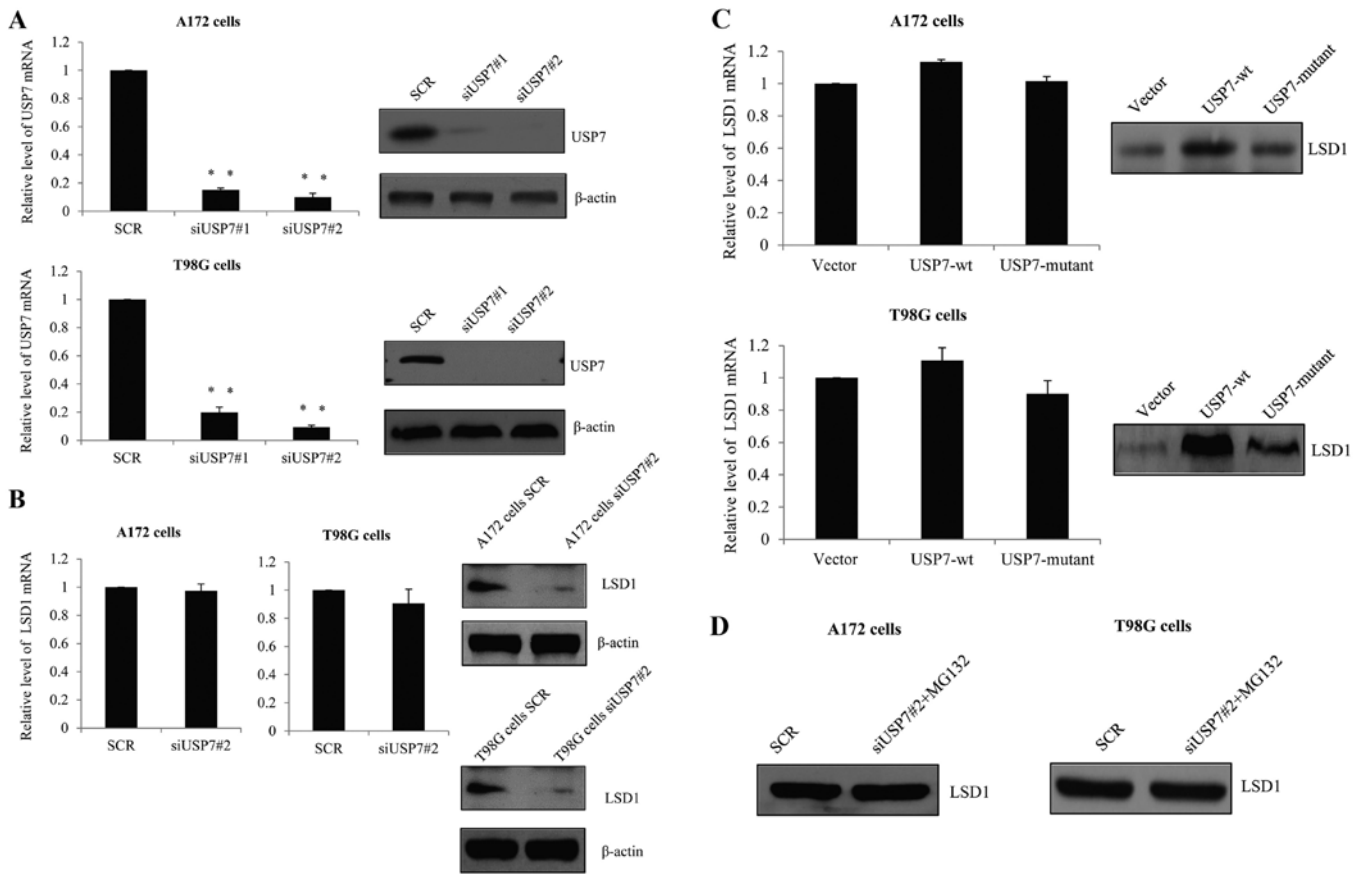 A
A172 cells
Relative level of USP7 mRNA
1.2
1
0.8
0.6
0.4
0.2
0
* *
* *
SCR
siUSP7#1
siUSP7#2
SCR
siUSP7#1
siUSP7#2
USP7
β-actin
T98G cells
Relative level of USP7 mRNA
1.2
1
0.8
0.6
0.4
0.2
0
* *
* *
SCR
siUSP7#1
siUSP7#2
SCR
siUSP7#1
siUSP7#2
USP7
β-actin
B
A172 cells
Relative level of LSD1 mRNA
1.2
1
0.8
0.6
0.4
0.2
0
SCR
siUSP7#2
T98G cells
1.2
1
0.8
0.6
0.4
0.2
0
SCR
siUSP7#2
A172 cells SCR
A172 cells siUSP7#2
LSD1
β-actin
T98G cells SCR
T98G cells siUSP7#2
LSD1
β-actin
C
A172 cells
Relative level of LSD1 mRNA
1.2
1
0.8
0.6
0.4
0.2
0
Vector
USP7-wt
USP7-mutant
Vector
USP7-wt
USP7-mutant
LSD1
T98G cells
Relative level of LSD1 mRNA
1.2
1
0.8
0.6
0.4
0.2
0
Vector
USP7-wt
USP7-mutant
Vector
USP7-wt
USP7-mutant
LSD1
D
A172 cells
SCR
siUSP7#2+MG132
LSD1
T98G cells
SCR
siUSP7#2+MG132
LSD1